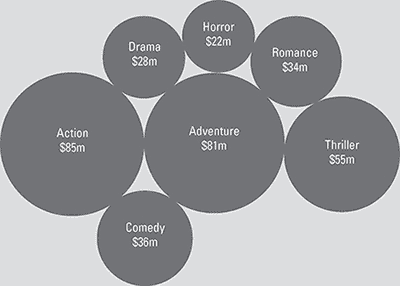 Horror
$22m
Drama
$28m
Romance
$34m
Action
$85m
Adventure
$81m
Thriller
$55m
Comedy
$36m